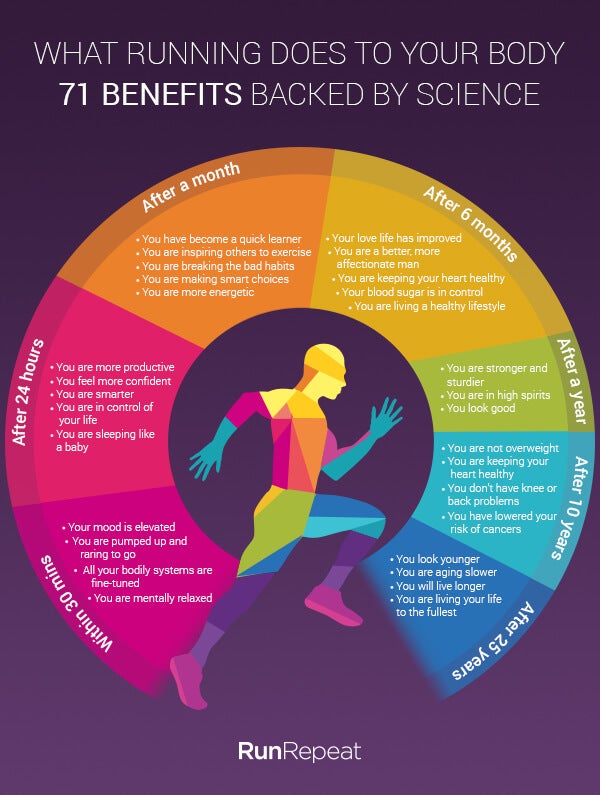 WHAT RUNNING DOES TO YOUR BODY
71 BENEFITS BACKED BY SCIENCE
Within 30 mins
• Your mood is elevated
• You are pumped up and
raring to go
• All your bodily systems are
fine-tuned
• You are mentally relaxed
After 24 hours
• You are more productive
• You feel more confident
• You are smarter
• You are in control of
your life
• You are sleeping like
a baby
After a month
• You have become a quick learner
• You are inspiring others to exercise
• You are breaking the bad habits
• You are making smart choices
• You are more energetic
After 6 months
• Your love life has improved
• You are a better, more
affectionate man
• You are keeping your heart healthy
• Your blood sugar is in control
• You are living a healthy lifestyle
After a year
• You are stronger and
sturdier
• You are in high spirits
• You look good
After 10 years
• You are not overweight
• You are keeping your
heart healthy
• You don't have knee or
back problems
• You have lowered your
risk of cancers
After 25 years
• You look younger
• You are aging slower
• You will live longer
• You are living your life
to the fullest
RunRepeat